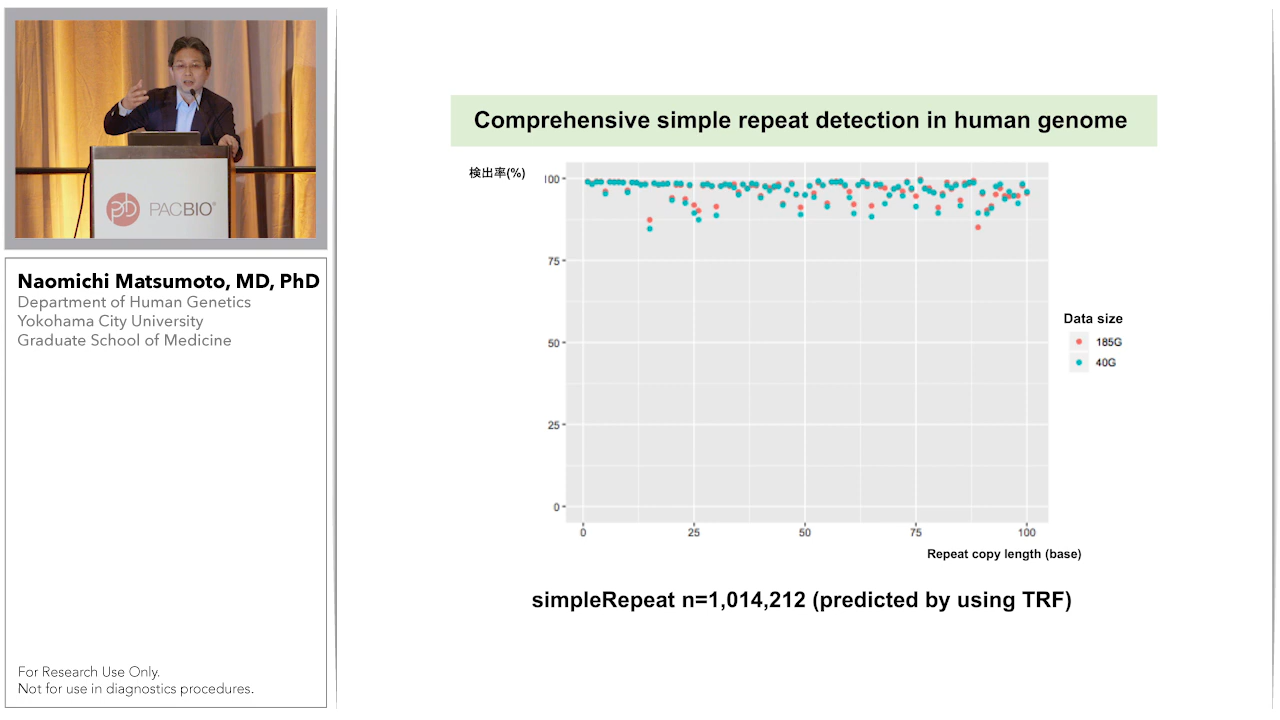 pb PACBIO®
Naomichi Matsumoto, MD, PhD
Department of Human Genetics
Yokohama City University
Graduate School of Medicine
For Research Use Only.
Not for use in diagnostics procedures.
Comprehensive simple repeat detection in human genome
検出率(%)
100
75
50
25
0
0 25 50 75 100
Repeat copy length (base)
Data size
185G
40G
simpleRepeat n=1,014,212 (predicted by using TRF)